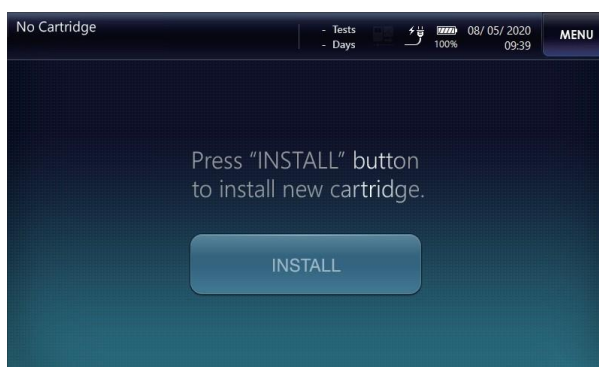 No Cartridge
- Tests
- Days
100%
08/ 05/ 2020
09:39
MENU
Press “INSTALL” button
to install new cartridge.
INSTALL